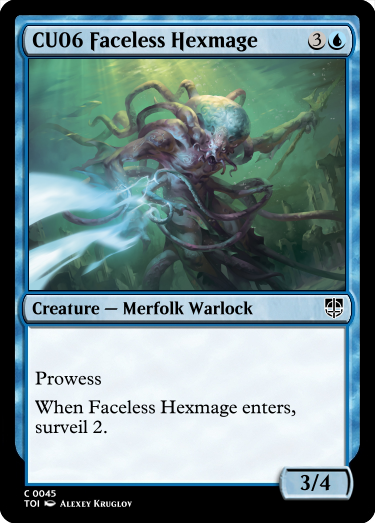 CU06 Faceless Hexmage 3
Creature — Merfolk Warlock
Prowess
When Faceless Hexmage enters,
surveil 2.
3/4
C 0045
TOI Alexey Kruglov